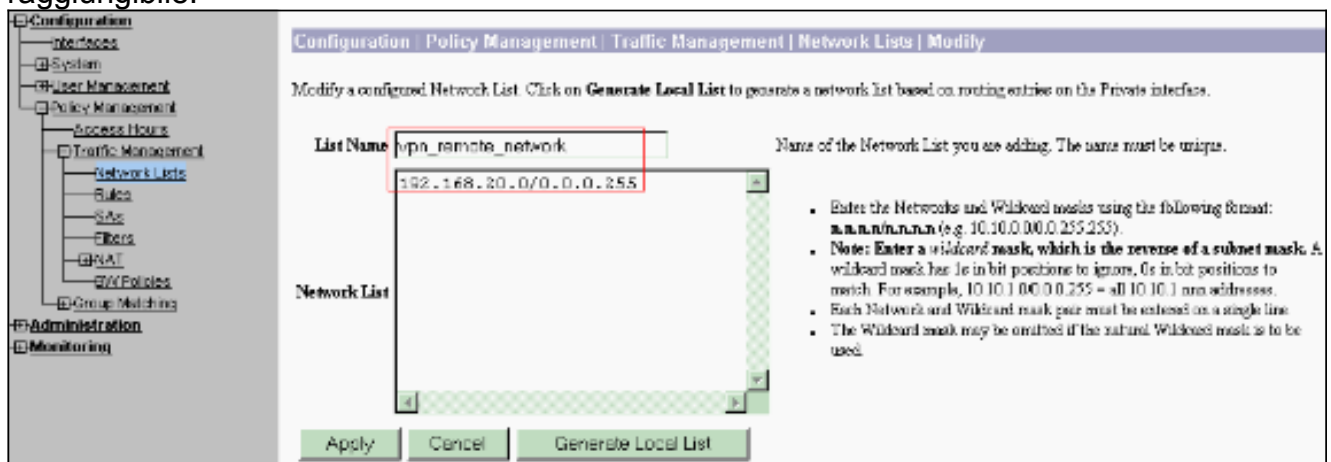 raggiungibile.
Configuration
Interfaces
System
User Management
Policy Management
Access Hours
Traffic Management
Network Lists
Rules
SAs
Filters
NAT
BW Policies
Group Matching
Administration
Monitoring
Configuration | Policy Management | Traffic Management | Network Lists | Modify
Modify a configured Network List. Click on Generate Local List to generate a network list based on routing entries on the Private interface.
List Name vpn_remote_network Name of the Network List you are adding. The name must be unique.
192.168.20.0/0.0.0.255
Network List
• Enter the Networks and Wildcard masks using the following format:
n.n.n.n/n.n.n.n (e.g. 10.10.0.0/0.0.255.255).
• Note: Enter a wildcard mask, which is the reverse of a subnet mask. A
wildcard mask has 1s in bit positions to ignore, 0s in bit positions to
match. For example, 10.10.1.0/0.0.0.255 = all 10.10.1.nnn addresses.
• Each Network and Wildcard mask pair must be entered on a single line.
• The Wildcard mask may be omitted if the natural Wildcard mask is to be
used.
Apply Cancel Generate Local List